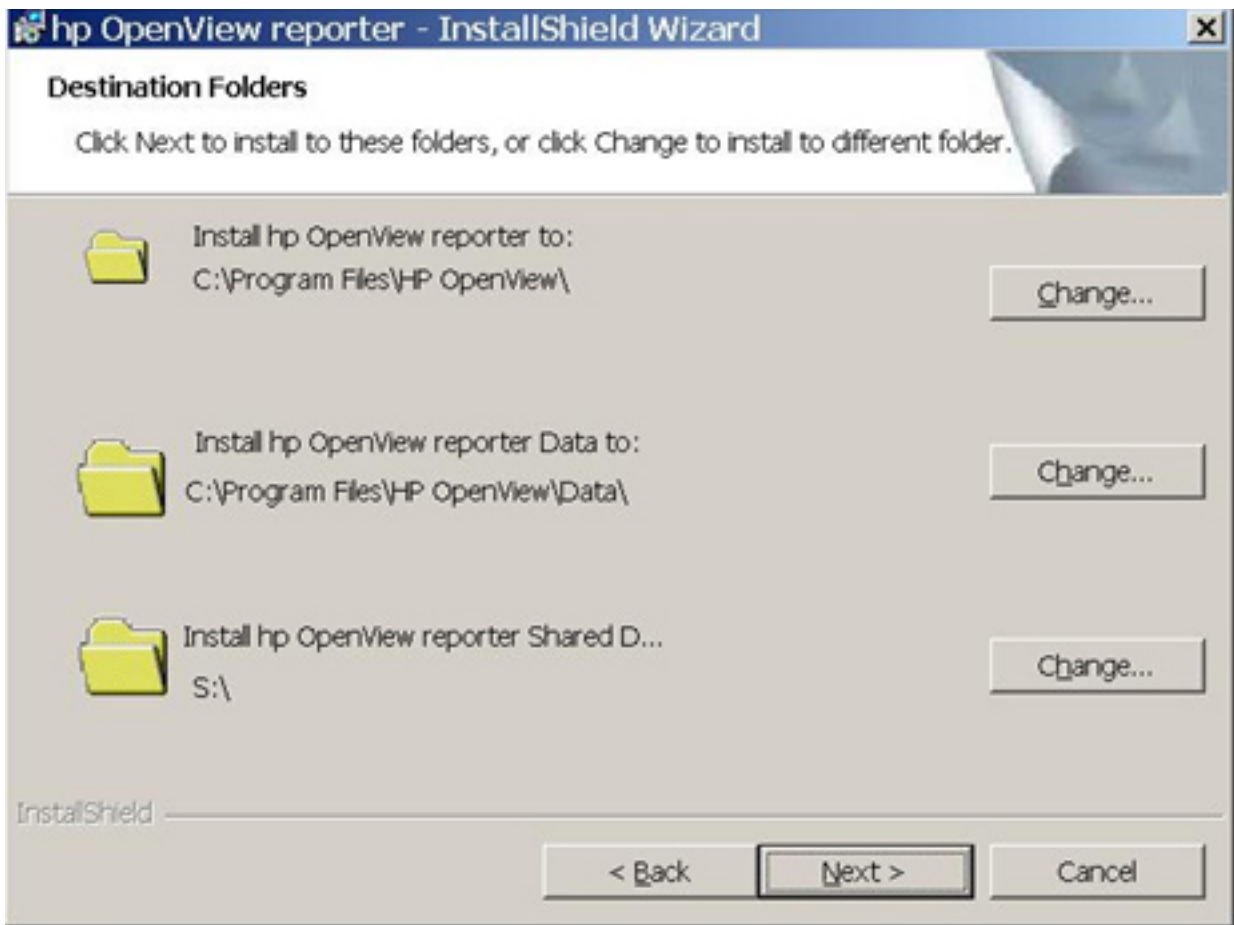 hp OpenView reporter - InstallShield Wizard
Destination Folders
Click Next to install to these folders, or click Change to install to different folder.
Install hp OpenView reporter to:
C:\Program Files\HP OpenView\
Change...
Install hp OpenView reporter Data to:
C:\Program Files\HP OpenView\Data\
Change...
Install hp OpenView reporter Shared D...
S:\
Change...
InstallShield
< Back
Next >
Cancel